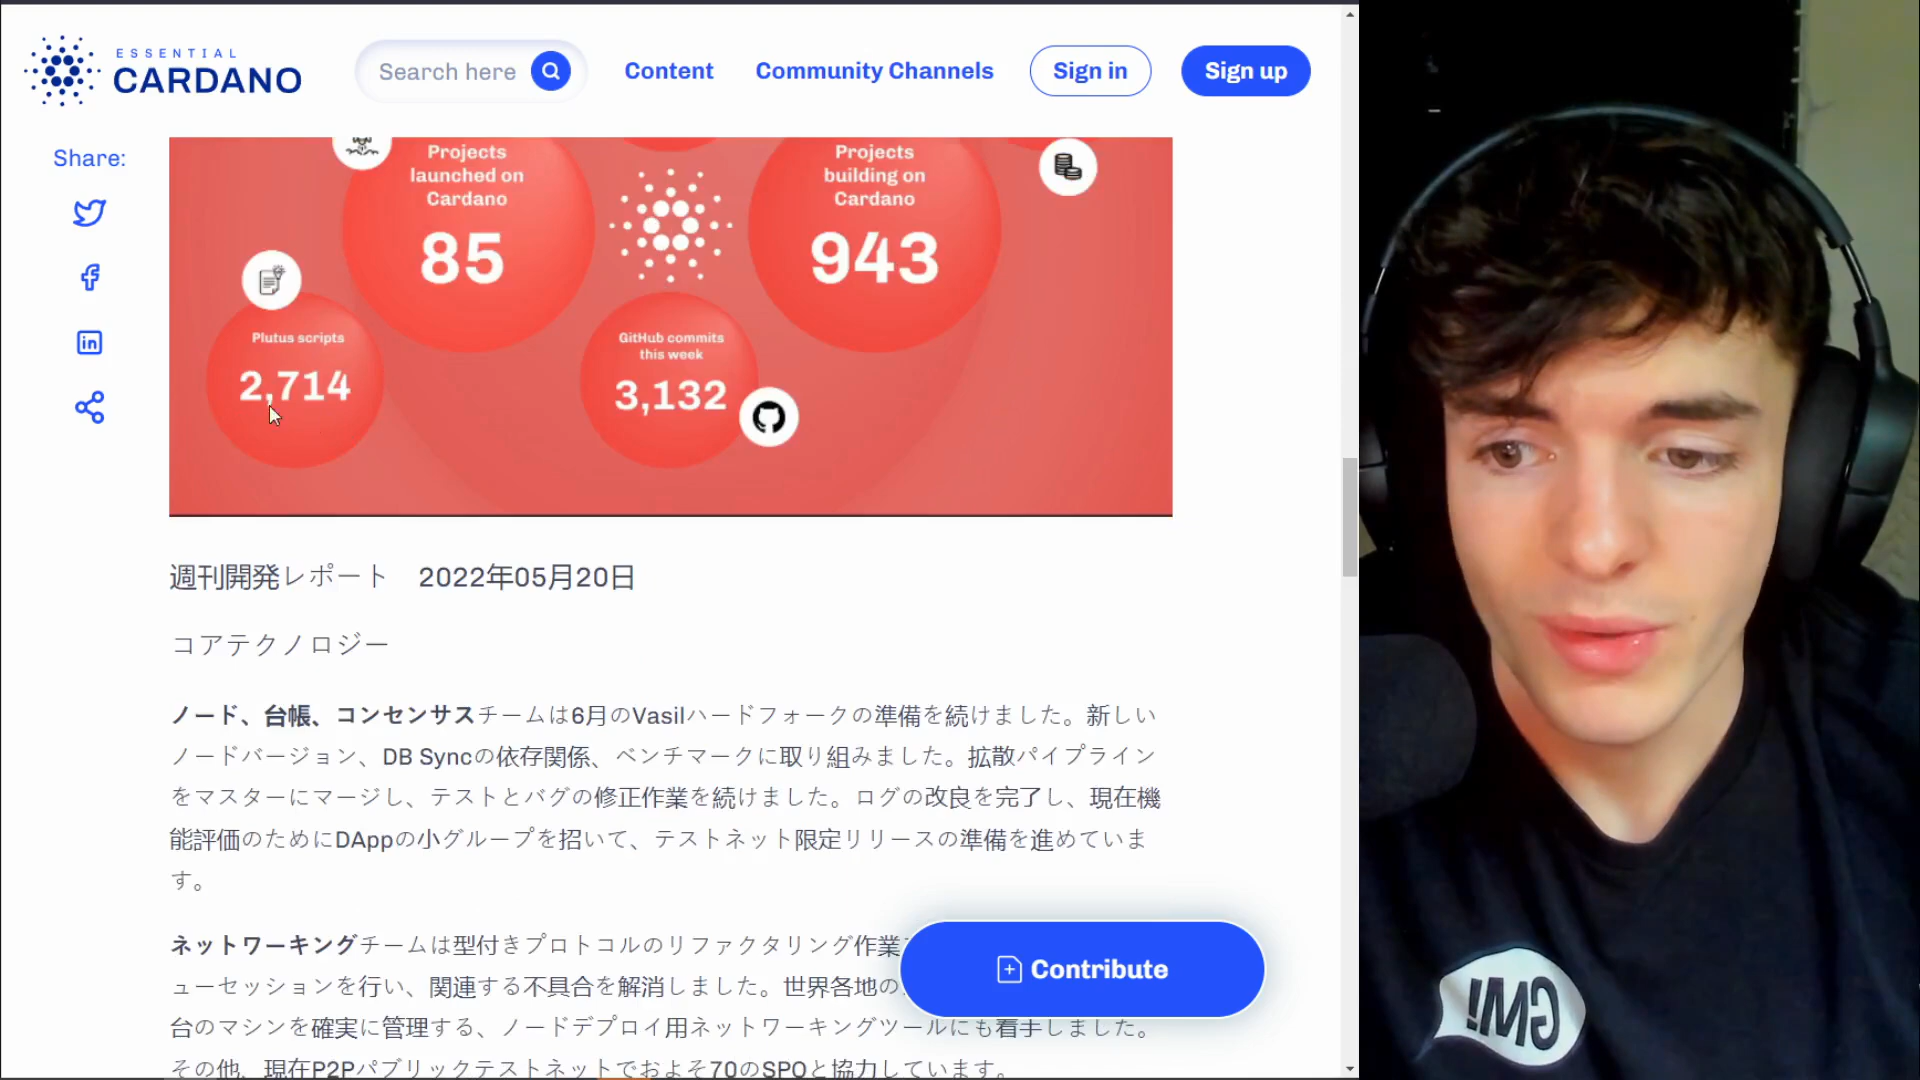 ESSENTIAL
CARDANO
Search here
Content
Community Channels
Sign in
Sign up
Share:
Projects
launched on
Cardano
85
Projects
building on
Cardano
943
Plutus scripts
2,714
GitHub commits
this week
3,132
週刊開発レポート　2022年05月20日
コアテクノロジー
ノード、台帳、コンセンサスチームは6月のVasilハードフォークの準備を続けました。新しい
ノードバージョン、DB Syncの依存関係、ベンチマークに取り組みました。拡散パイプライン
をマスターにマージし、テストとバグの修正作業を続けました。ログの改良を完了し、現在機
能評価のためにDAppの小グループを招いて、テストネット限定リリースの準備を進めていま
す。
ネットワーキングチームは型付きプロトコルのリファクタリング作業
ューセッションを行い、関連する不具合を解消しました。世界各地の
台のマシンを確実に管理する、ノードデプロイ用ネットワーキングツールにも着手しました。
その他、現在P2Pパブリックテストネットでおよそ70のSPOと協力しています。
Contribute
GM!